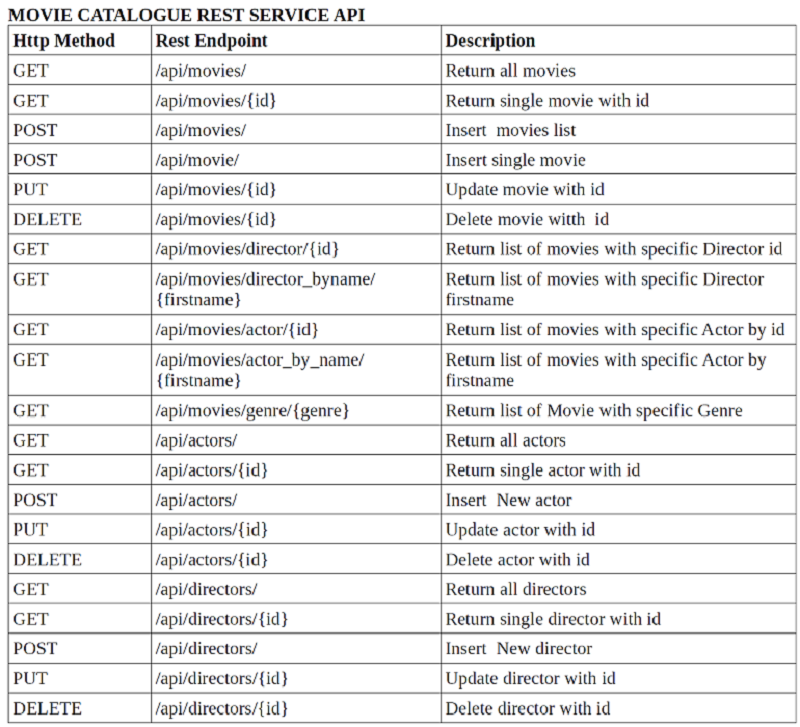 MOVIE CATALOGUE REST SERVICE API
Http Method Rest Endpoint Description
GET /api/movies/ Return all movies
GET /api/movies/{id} Return single movie with id
POST /api/movies/ Insert movies list
POST /api/movie/ Insert single movie
PUT /api/movies/{id} Update movie with id
DELETE /api/movies/{id} Delete movie witth id
GET /api/movies/director/{id} Return list of movies with specific Director id
GET /api/movies/director_byname/ Return list of movies with specific Director
{firstname} firstname
GET /api/movies/actor/{id} Return list of movies with specific Actor by id
GET /api/movies/actor_by_name/ Return list of movies with specific Actor by
{firstname} firstname
GET /api/movies/genre/{genre} Return list of Movie with specific Genre
GET /api/actors/ Return all actors
GET /api/actors/{id} Return single actor with id
POST /api/actors/ Insert New actor
PUT /api/actors/{id} Update actor with id
DELETE /api/actors/{id} Delete actor with id
GET /api/directors/ Return all directors
GET /api/directors/{id} Return single director with id
POST /api/directors/ Insert New director
PUT /api/directors/{id} Update director with id
DELETE /api/directors/{id} Delete director with id